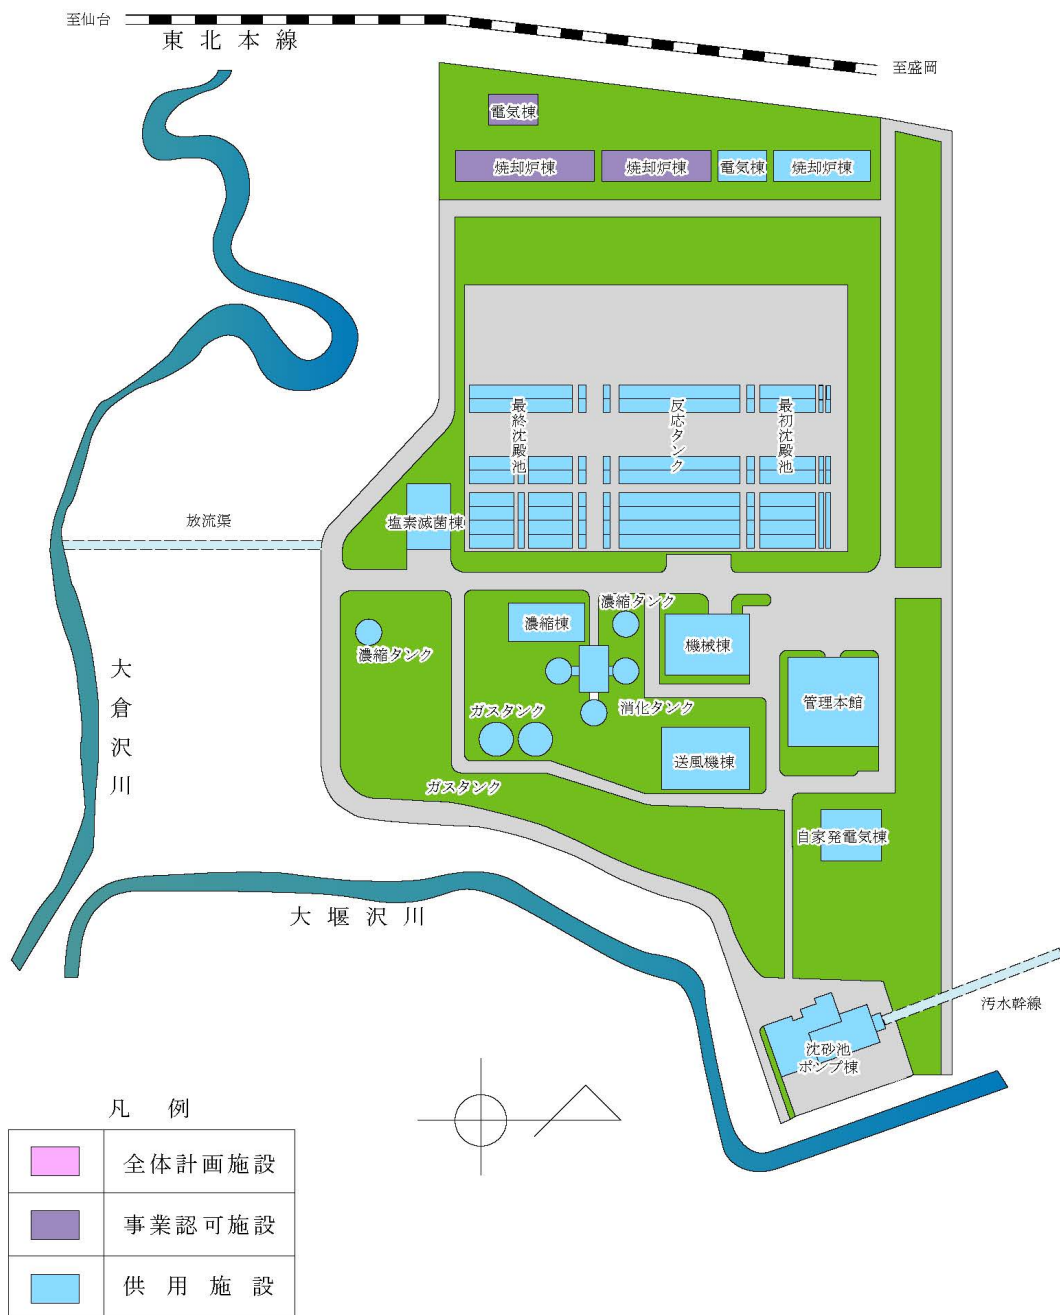 至仙台
東北本線
至盛岡
電気棟
焼却炉棟
焼却炉棟
電気棟
焼却炉棟
最終沈殿池
反応タンク
最初沈殿池
塩素滅菌棟
放流渠
濃縮タンク
濃縮棟
機械棟
濃縮タンク
管理本館
消化タンク
ガスタンク
送風機棟
ガスタンク
自家発電気棟
大倉沢川
大堰沢川
汚水幹線
沈砂池
ポンプ棟
凡例
全体計画施設
事業認可施設
供用施設